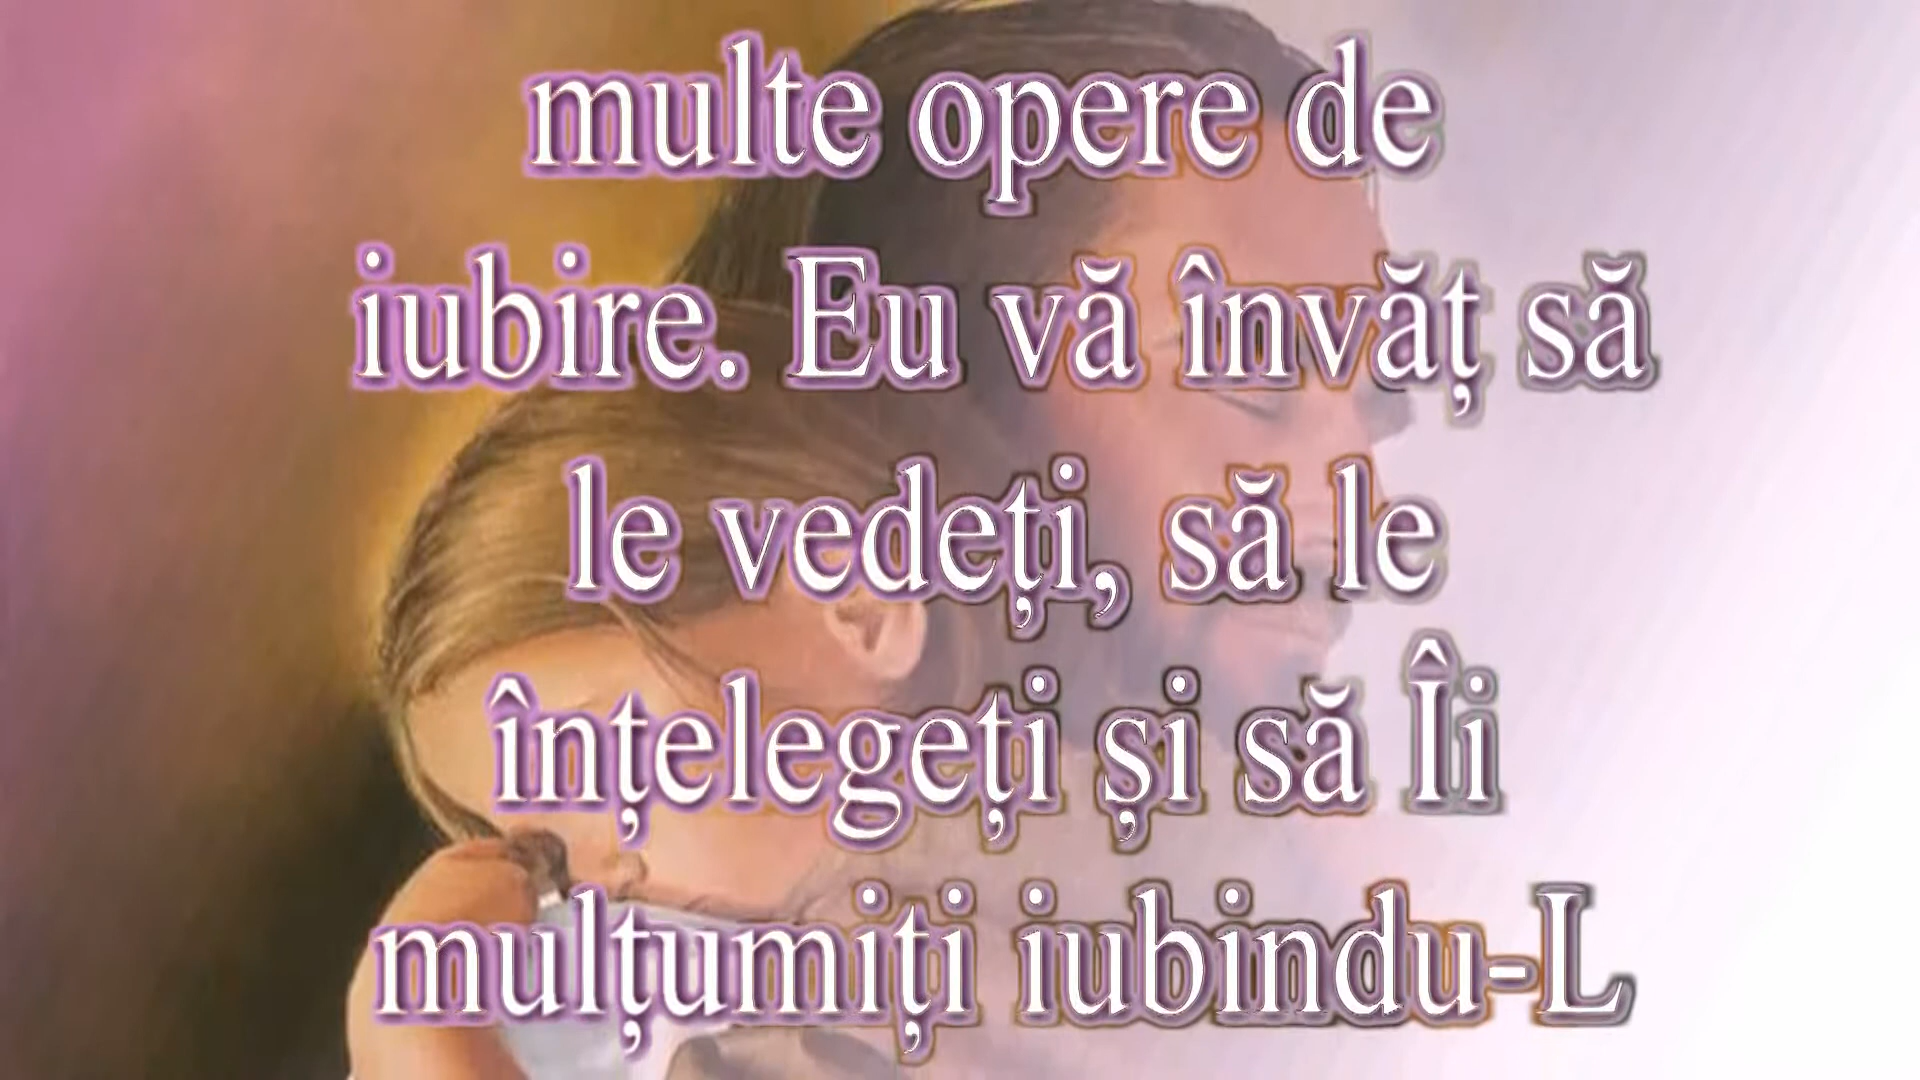 multe opere de
iubire. Eu vă învăț să
le vedeți, să le
înțelegeți și să Îi
mulțumiți iubindu-L